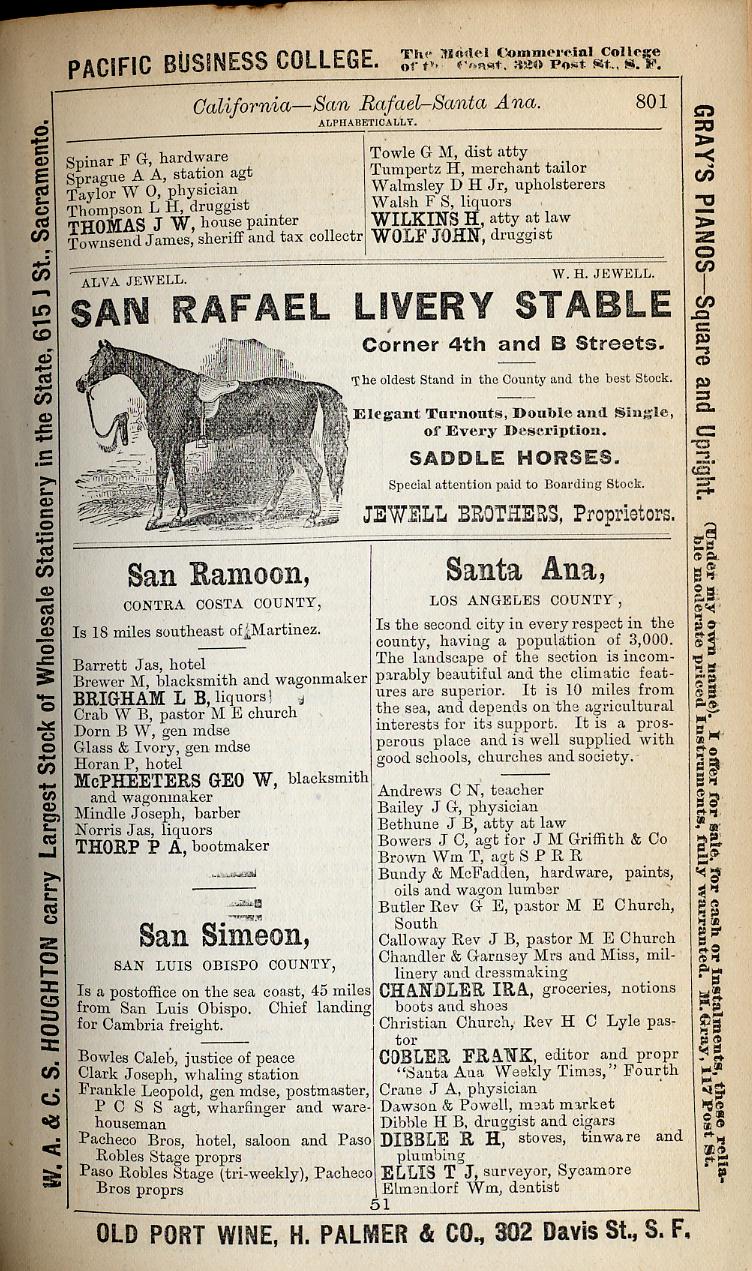 PACIFIC BUSINESS COLLEGE. The Model Commercial College
of the Coast, 320 Post St., S. F.
California—San Rafael–Santa Ana. 801
ALPHABETICALLY.
Spinar F G, hardware
Sprague A A, station agt
Taylor W O, physician
Thompson L H, druggist
THOMAS J W, house painter
Townsend James, sheriff and tax collectr
Towle G M, dist atty
Tumpertz H, merchant tailor
Walmsley D H Jr, upholsterers
Walsh F S, liquors
WILKINS H, atty at law
WOLF JOHN, druggist
ALVA JEWELL. W. H. JEWELL.
SAN RAFAEL LIVERY STABLE
Corner 4th and B Streets.
The oldest Stand in the County and the best Stock.
Elegant Turnouts, Double and Single,
of Every Description.
SADDLE HORSES.
Special attention paid to Boarding Stock.
JEWELL BROTHERS, Proprietors.
San Ramoon,
CONTRA COSTA COUNTY,
Is 18 miles southeast of Martinez.
Barrett Jas, hotel
Brewer M, blacksmith and wagonmaker
BRIGHAM L B, liquors
Crab W B, pastor M E church
Dorn B W, gen mdse
Glass & Ivory, gen mdse
Horan P, hotel
McPHEETERS GEO W, blacksmith
and wagonmaker
Mindle Joseph, barber
Norris Jas, liquors
THORP P A, bootmaker
San Simeon,
SAN LUIS OBISPO COUNTY,
Is a postoffice on the sea coast, 45 miles
from San Luis Obispo. Chief landing
for Cambria freight.
Bowles Caleb, justice of peace
Clark Joseph, whaling station
Frankle Leopold, gen mdse, postmaster,
P C S S agt, wharfinger and ware-
houseman
Pacheco Bros, hotel, saloon and Paso
Robles Stage proprs
Paso Robles Stage (tri-weekly), Pacheco
Bros proprs
Santa Ana,
LOS ANGELES COUNTY,
Is the second city in every respect in the
county, having a population of 3,000.
The landscape of the section is incom-
parably beautiful and the climatic feat-
ures are superior. It is 10 miles from
the sea, and depends on the agricultural
interests for its support. It is a pros-
perous place and is well supplied with
good schools, churches and society.
Andrews C N, teacher
Bailey J G, physician
Bethune J B, atty at law
Bowers J C, agt for J M Griffith & Co
Brown Wm T, agt S P R R
Bundy & McFadden, hardware, paints,
oils and wagon lumber
Butler Rev G E, pastor M E Church,
South
Calloway Rev J B, pastor M E Church
Chandler & Garnsey Mrs and Miss, mil-
linery and dressmaking
CHANDLER IRA, groceries, notions
boots and shoes
Christian Church, Rev H C Lyle pas-
tor
COBLER FRANK, editor and propr
"Santa Ana Weekly Times," Fourth
Crane J A, physician
Dawson & Powell, meat market
Dibble H B, druggist and cigars
DIBBLE R H, stoves, tinware and
plumbing
ELLIS T J, surveyor, Sycamore
Elmendorf Wm, dentist
51
OLD PORT WINE, H. PALMER & CO., 302 Davis St., S. F.
W. A. & C. S. HOUGHTON carry Largest Stock of Wholesale Stationery in the State, 615 J St., Sacramento.
GRAY'S PIANOS—Square and Upright. (Under my own name). I offer for sale, for cash or instalments, these relia-
ble moderate priced Instruments, fully warranted. M. Gray, 117 Post St.